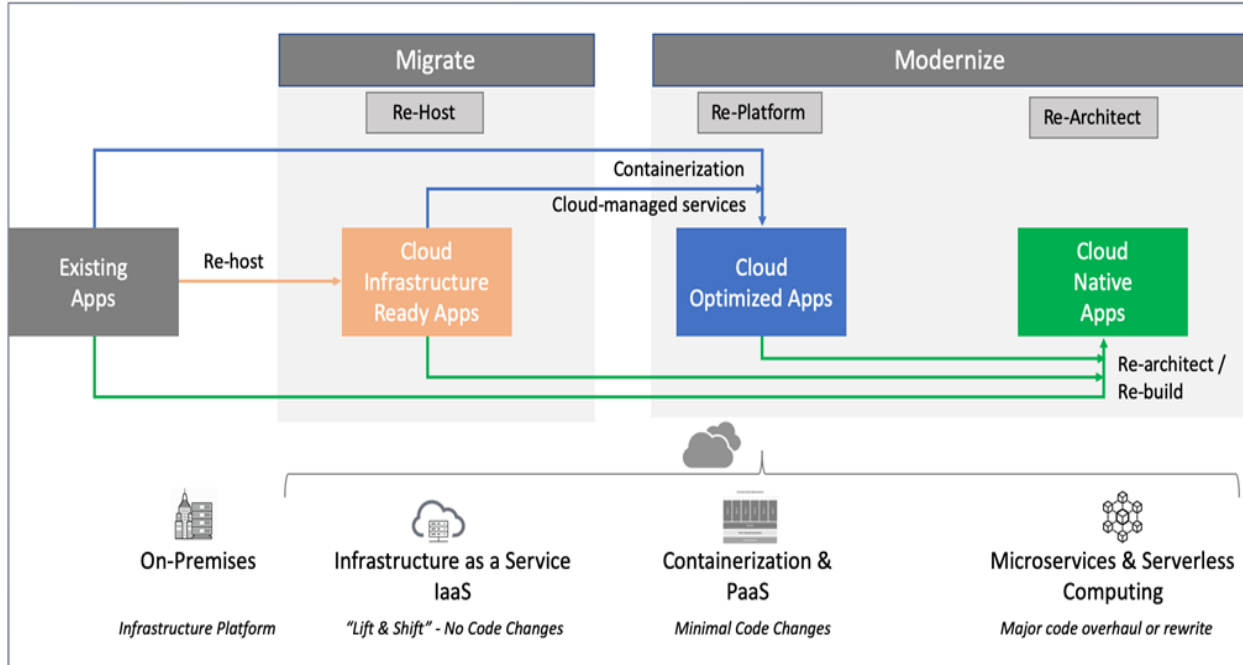 Migrate
Modernize
Re-Host
Re-Platform
Re-Architect
Containerization
Cloud-managed services
Existing
Apps
Re-host
Cloud
Infrastructure
Ready Apps
Cloud
Optimized Apps
Cloud
Native
Apps
Re-architect /
Re-build
On-Premises
Infrastructure Platform
Infrastructure as a Service
IaaS
“Lift & Shift” - No Code Changes
Containerization &
PaaS
Minimal Code Changes
Microservices & Serverless
Computing
Major code overhaul or rewrite